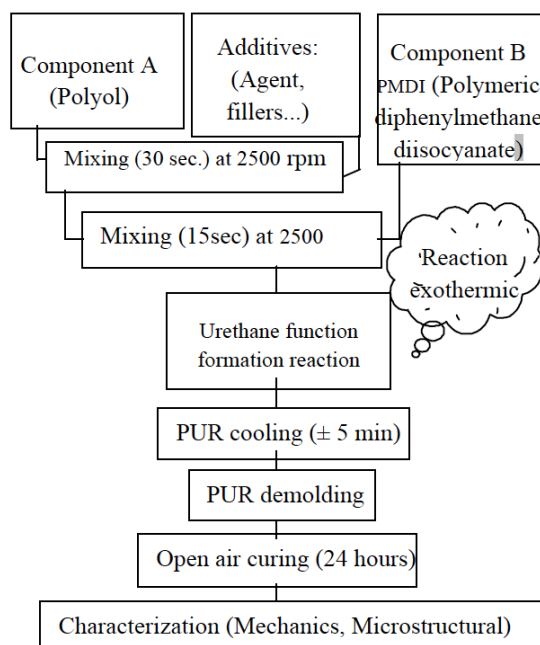 Component A
(Polyol)
Additives:
(Agent,
fillers...)
Component B
PMDI (Polymeric
diphenylmethane
diisocyanate)
Mixing (30 sec.) at 2500 rpm
Mixing (15sec) at 2500
Reaction
exothermic
Urethane function
formation reaction
PUR cooling (± 5 min)
PUR demolding
Open air curing (24 hours)
Characterization (Mechanics, Microstructural)